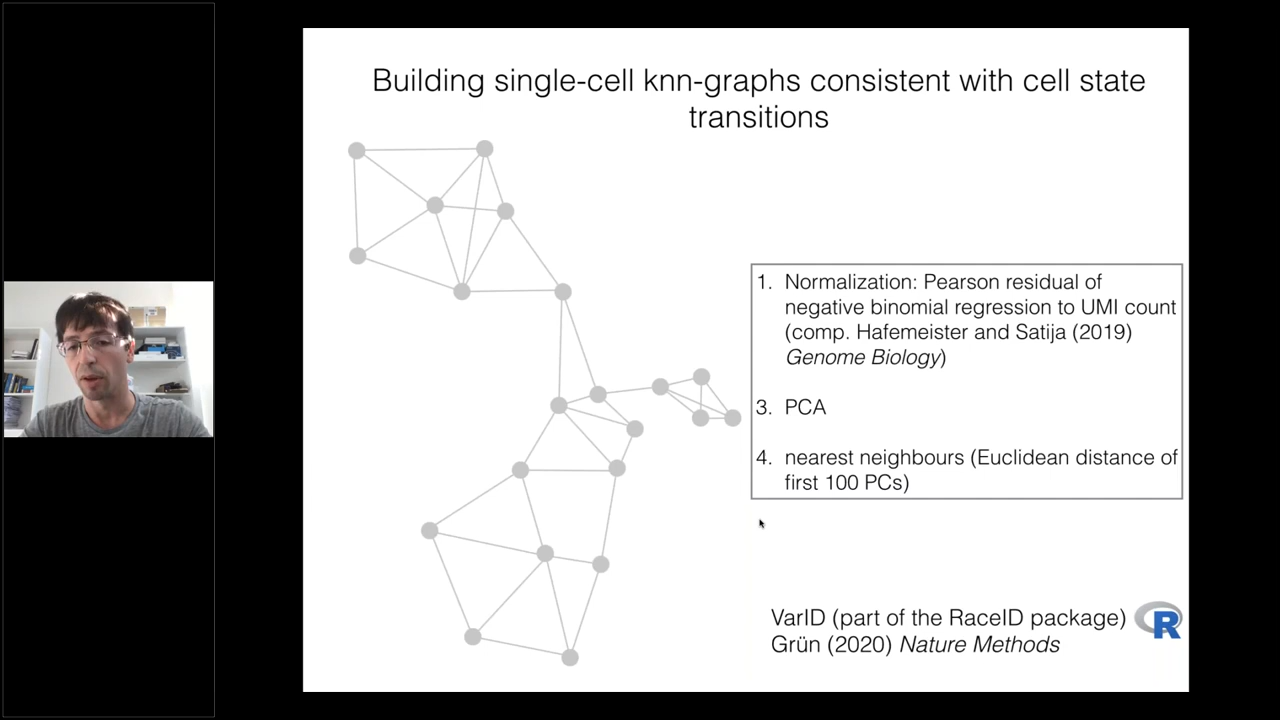 Building single-cell knn-graphs consistent with cell state
transitions
1. Normalization: Pearson residual of
negative binomial regression to UMI count
(comp. Hafemeister and Satija (2019)
Genome Biology)
3. PCA
4. nearest neighbours (Euclidean distance of
first 100 PCs)
VarID (part of the RaceID package)
R
Grün (2020) Nature Methods